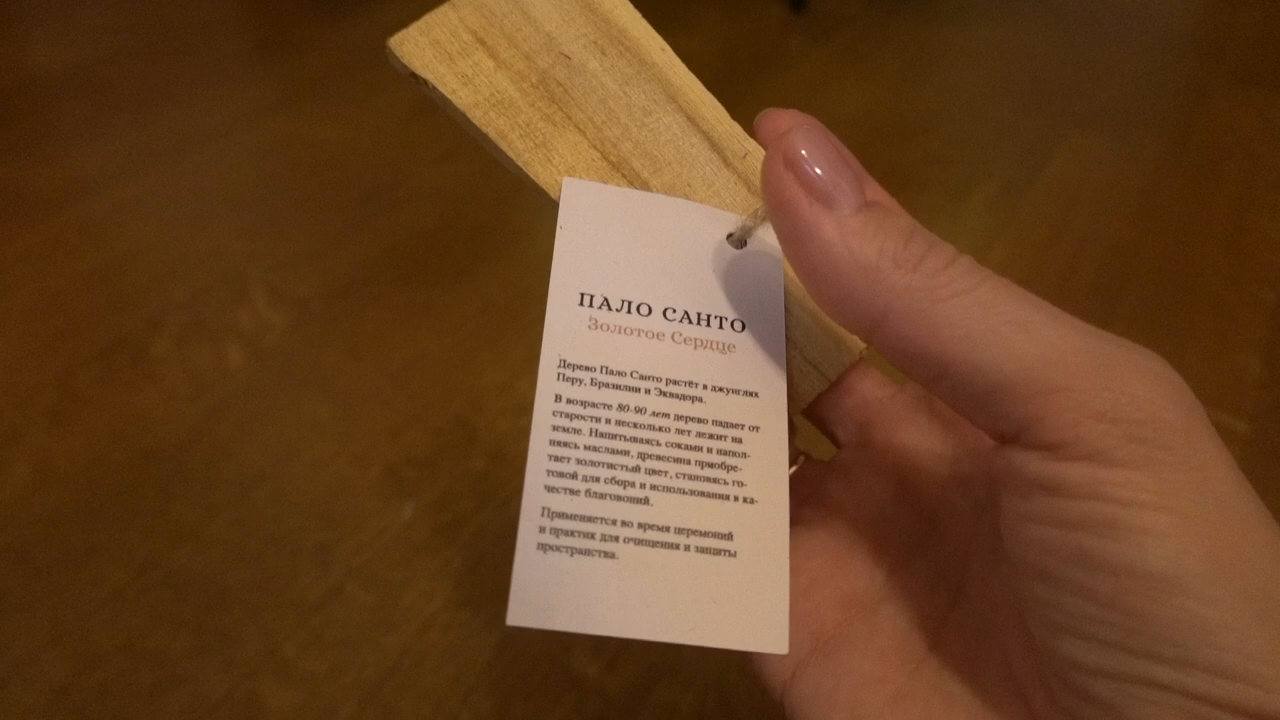 ПАЛО САНТО
Золотое Сердце
Дерево Пало Санто растёт в джунглях
Перу, Бразилии и Эквадора.
В возрасте 80-90 лет дерево падает от
старости и несколько лет лежит на
земле. Напитываясь соками и напол-
няясь маслами, древесина приобре-
тает золотистый цвет, становясь го-
товой для сбора и использования в ка-
честве благовоний.
Применяется во время церемоний
и практик для очищения и защиты
пространства.